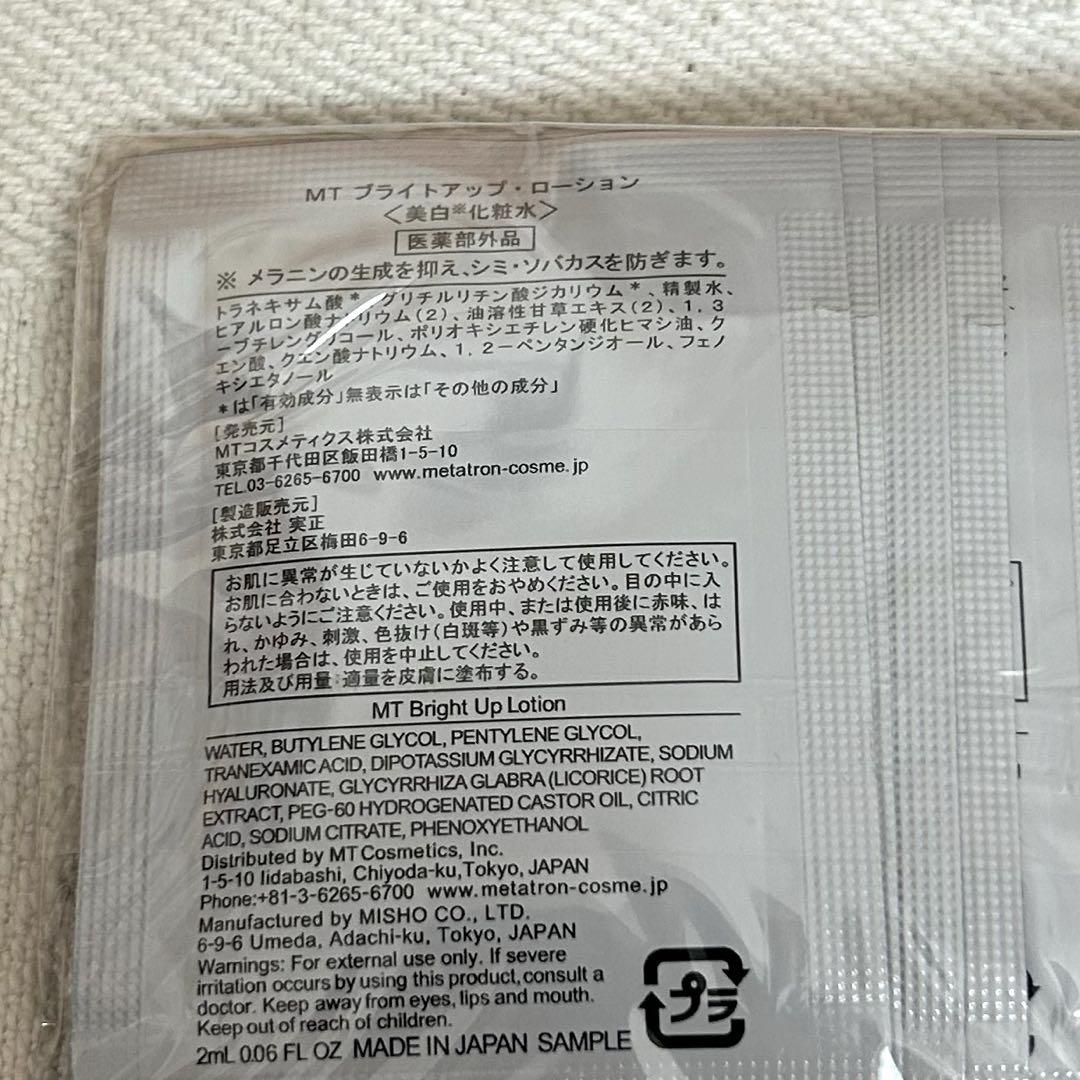 MT ブライトアップ・ローション
＜美白※化粧水＞
医薬部外品
※ メラニンの生成を抑え、シミ・ソバカスを防ぎます。
トラネキサム酸*、グリチルリチン酸ジカリウム*、精製水、
ヒアルロン酸ナトリウム(2)、油溶性甘草エキス(2)、1,3
ーブチレングリコール、ポリオキシエチレン硬化ヒマシ油、ク
エン酸、クエン酸ナトリウム、1,2ーペンタンジオール、フェノ
キシエタノール
*は「有効成分」無表示は「その他の成分」
[発売元]
MTコスメティクス株式会社
東京都千代田区飯田橋1-5-10
TEL.03-6265-6700 www.metatron-cosme.jp
[製造販売元]
株式会社 実正
東京都足立区梅田6-9-6
お肌に異常が生じていないかよく注意して使用してください。
お肌に合わないときは、ご使用をおやめください。目の中に入
らないようにご注意ください。使用中、または使用後に赤味、は
れ、かゆみ、刺激、色抜け(白斑等)や黒ずみ等の異常があら
われた場合は、使用を中止してください。
用法及び用量:適量を皮膚に塗布する。
MT Bright Up Lotion
WATER, BUTYLENE GLYCOL, PENTYLENE GLYCOL,
TRANEXAMIC ACID, DIPOTASSIUM GLYCYRRHIZATE, SODIUM
HYALURONATE, GLYCYRRHIZA GLABRA (LICORICE) ROOT
EXTRACT, PEG-60 HYDROGENATED CASTOR OIL, CITRIC
ACID, SODIUM CITRATE, PHENOXYETHANOL
Distributed by MT Cosmetics, Inc.
1-5-10 Iidabashi, Chiyoda-ku, Tokyo, JAPAN
Phone:+81-3-6265-6700 www.metatron-cosme.jp
Manufactured by MISHO CO., LTD.
6-9-6 Umeda, Adachi-ku, Tokyo, JAPAN
Warnings: For external use only. If severe
irritation occurs by using this product, consult a
doctor. Keep away from eyes, lips and mouth.
Keep out of reach of children.
2mL 0.06 FL OZ MADE IN JAPAN SAMPLE
プラ